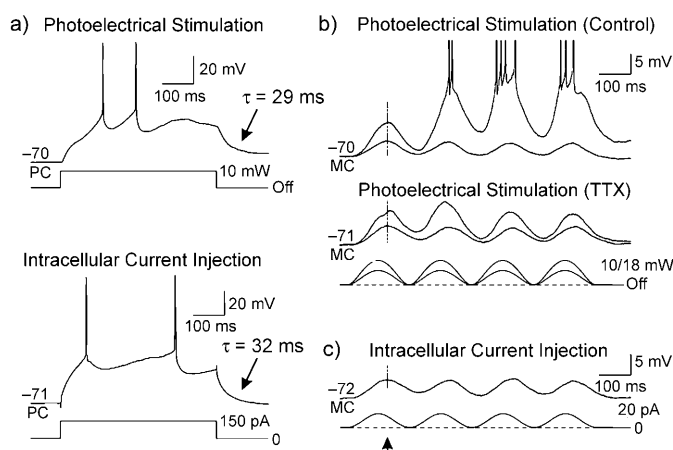 a)
Photoelectrical Stimulation
20 mV
100 ms
τ = 29 ms
–70
PC
10 mW
Off
Intracellular Current Injection
20 mV
100 ms
τ = 32 ms
–71
PC
150 pA
0
b)
Photoelectrical Stimulation (Control)
5 mV
100 ms
–70
MC
Photoelectrical Stimulation (TTX)
–71
MC
10/18 mW
Off
c)
Intracellular Current Injection
5 mV
100 ms
–72
MC
20 pA
0